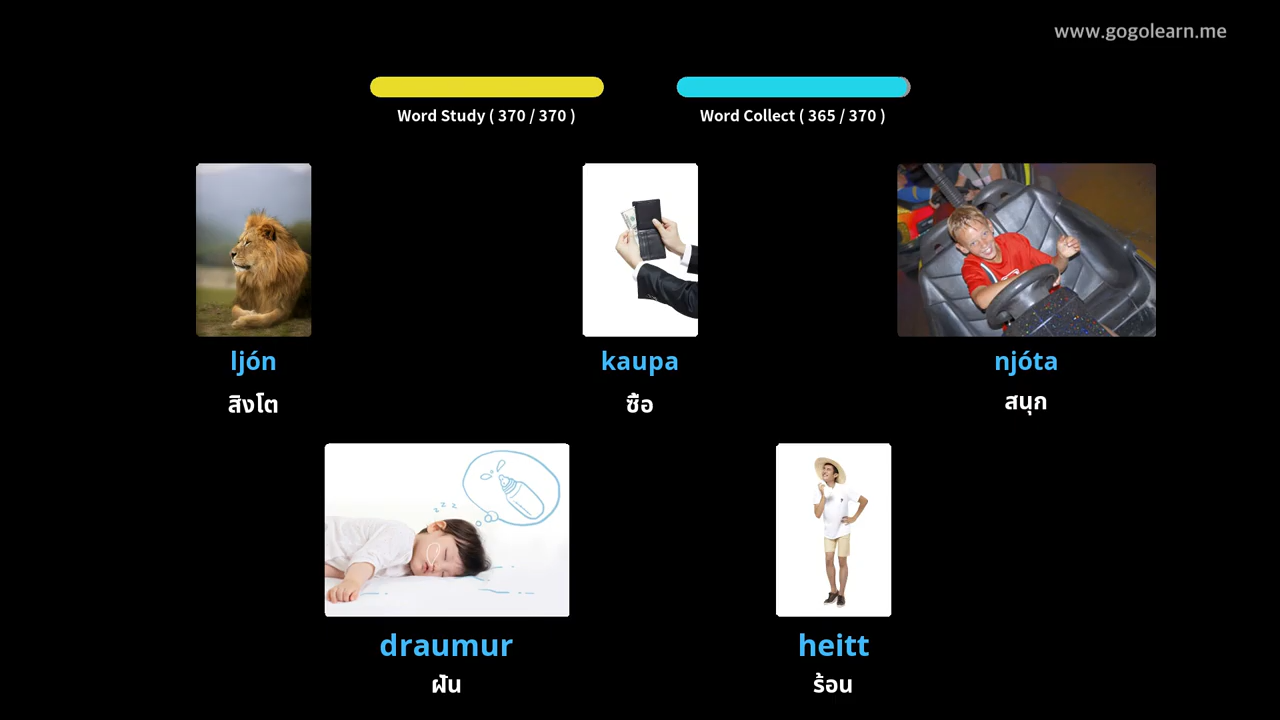 www.gogolearn.me
Word Study ( 370 / 370 )
Word Collect ( 365 / 370 )
ljón
kaupa
njóta
สิงโต
ซื้อ
สนุก
draumur
heitt
ฝัน
ร้อน